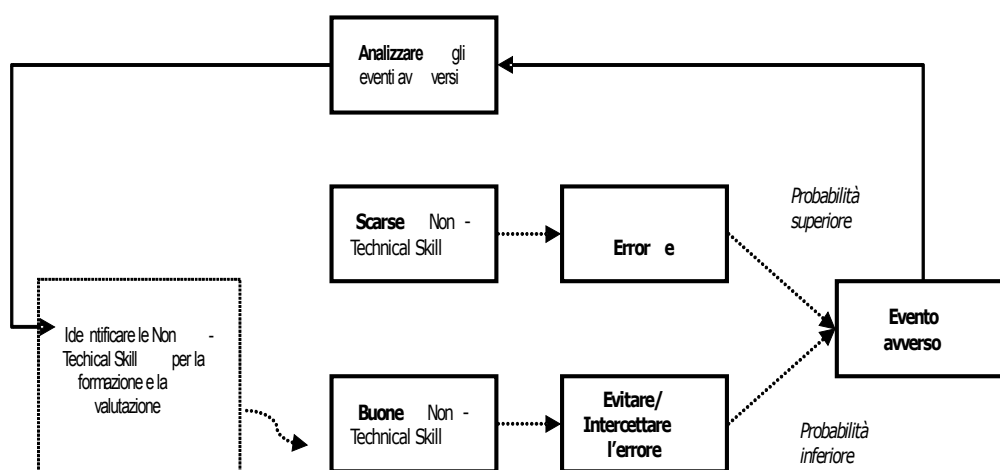 Analizzare gli
eventi av versi
Probabilità
superiore
Scarse Non -
Technical Skill
Error e
Ide ntificare le Non -
Techical Skill per la
formazione e la
valutazione
Evento
avverso
Buone Non -
Technical Skill
Evitare/
Intercettare
l'errore
Probabilità
inferiore